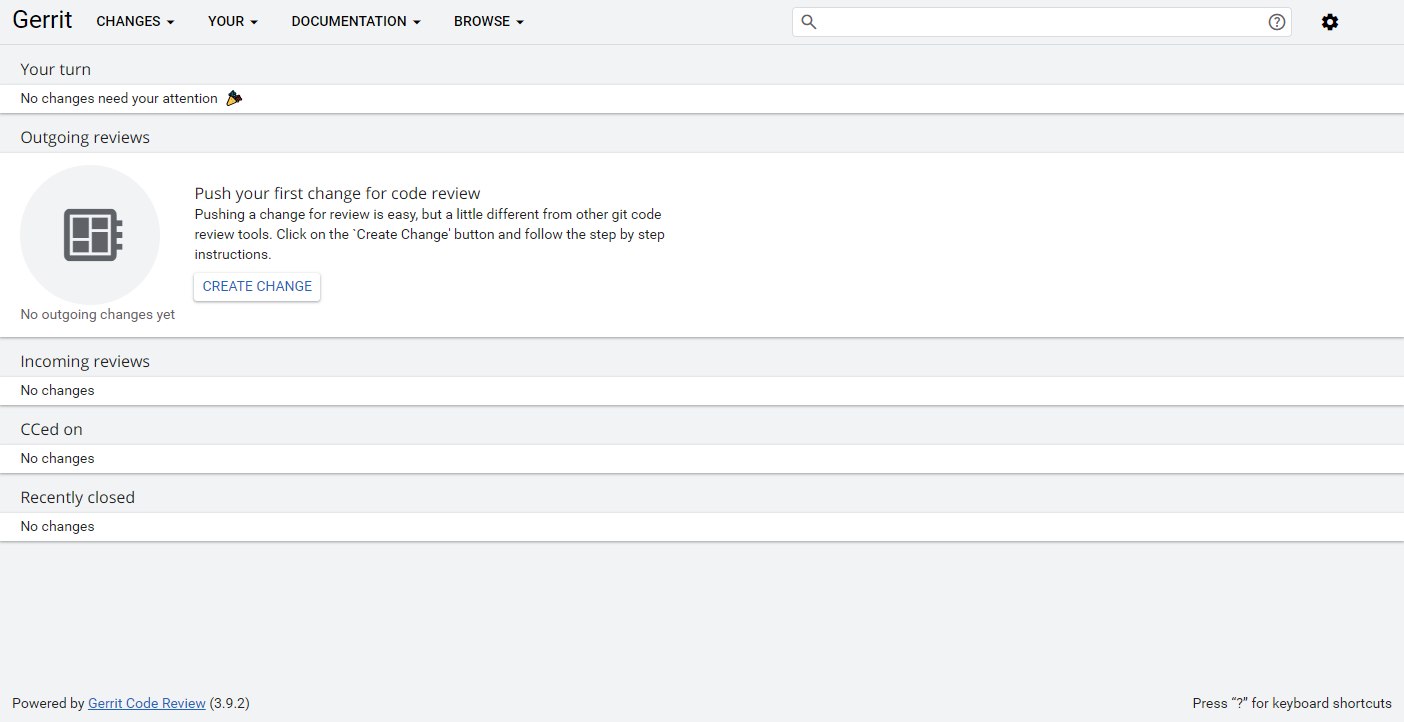 Gerrit CHANGES YOUR DOCUMENTATION BROWSE
Your turn
No changes need your attention
Outgoing reviews
Push your first change for code review
Pushing a change for review is easy, but a little different from other git code
review tools. Click on the `Create Change' button and follow the step by step
instructions.
CREATE CHANGE
No outgoing changes yet
Incoming reviews
No changes
CCed on
No changes
Recently closed
No changes
Powered by Gerrit Code Review (3.9.2)
Press “?” for keyboard shortcuts